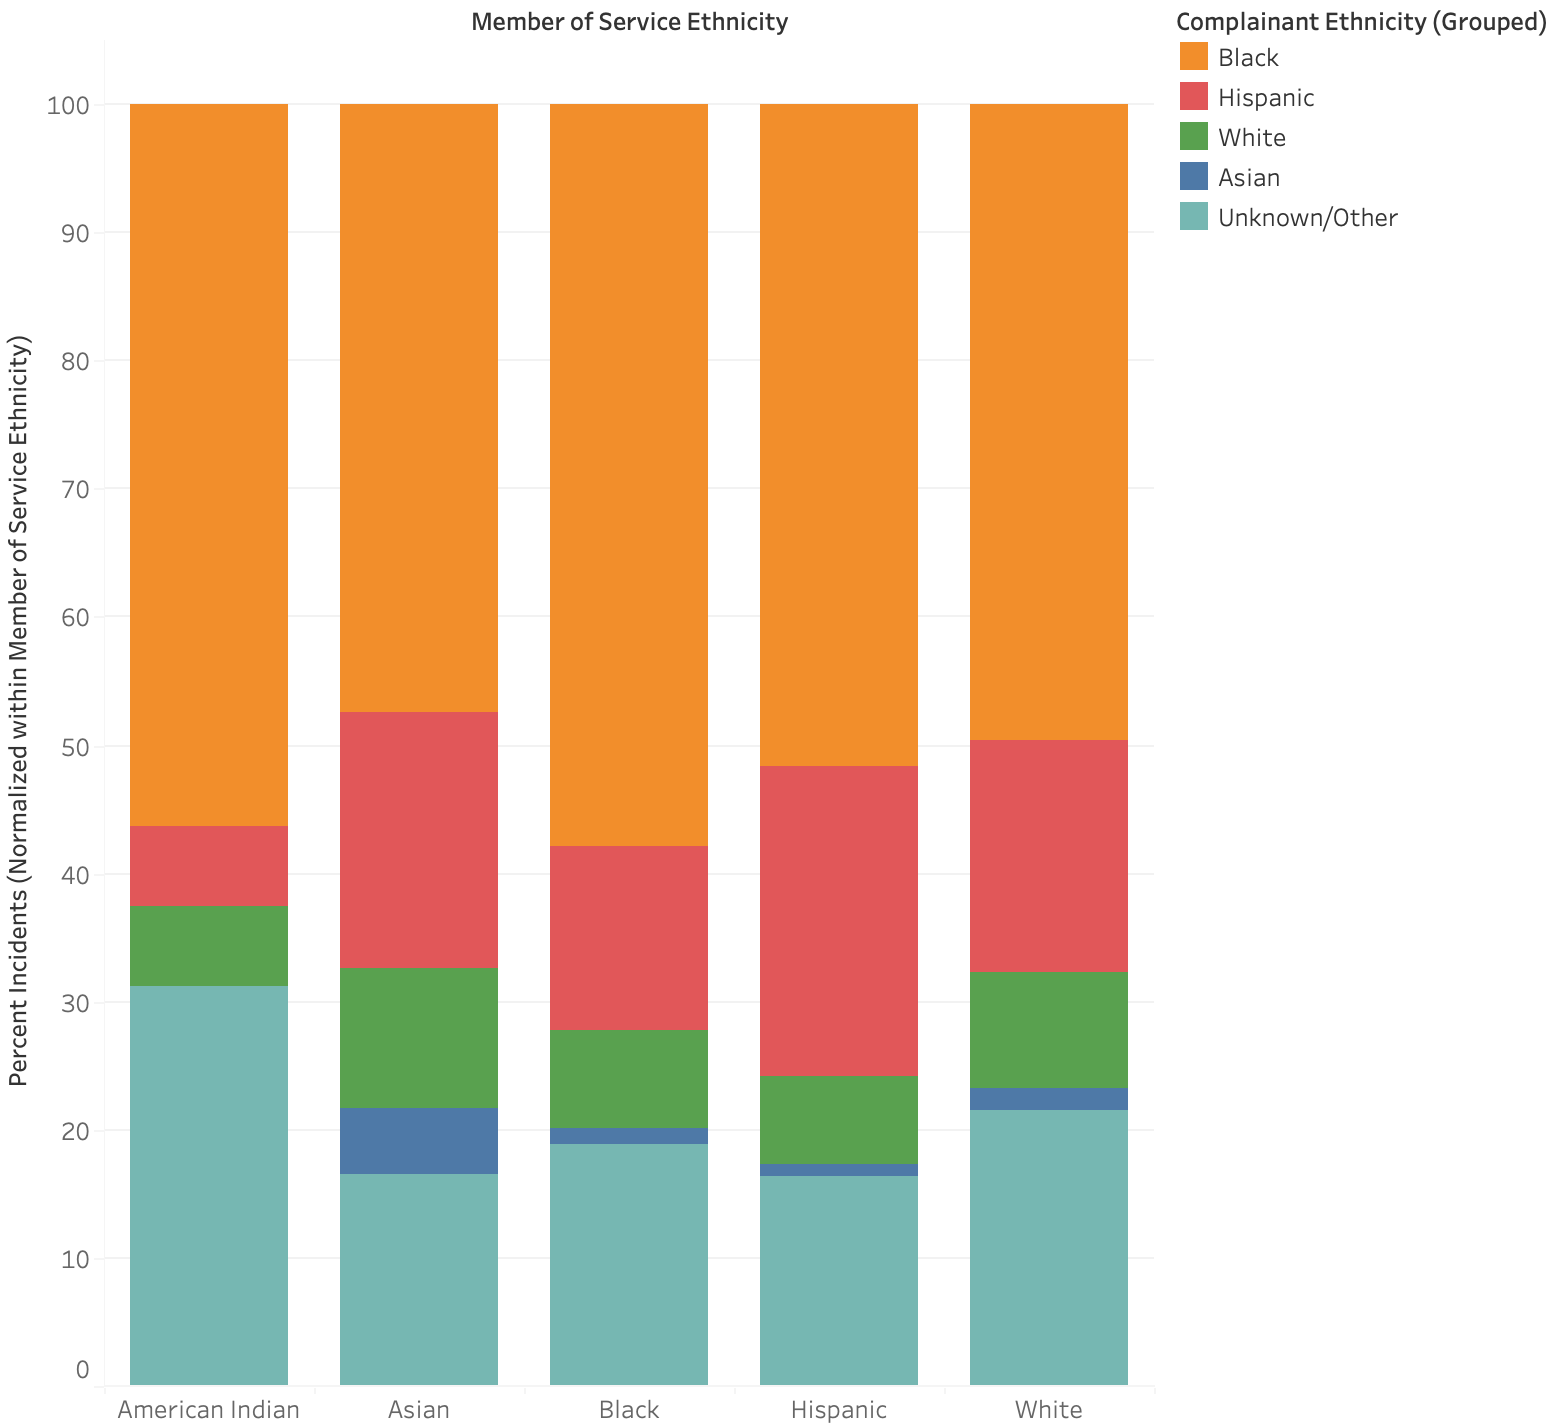 Member of Service Ethnicity
Complainant Ethnicity (Grouped)
Black
Hispanic
White
Asian
Unknown/Other
Percent Incidents (Normalized within Member of Service Ethnicity)
100
90
80
70
60
50
40
30
20
10
0
American Indian
Asian
Black
Hispanic
White